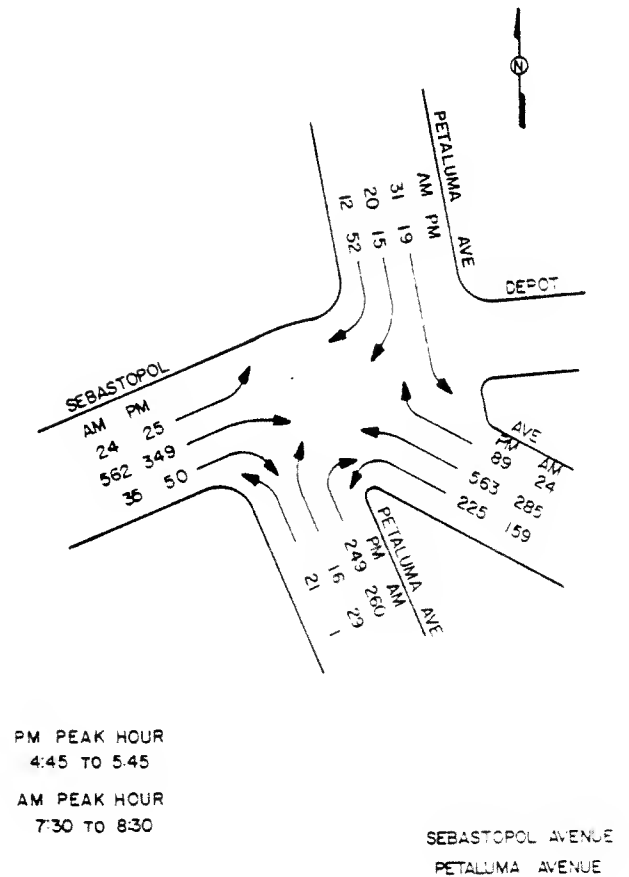 N
PETALUMA AVE
AM PM
31 19
20 15
12 52
DEPOT
SEBASTOPOL
AM PM
24 25
562 349
35 50
AVE
PM AM
89 24
563 285
225 159
PETALUMA AVE
PM AM
249 260
16 29
21 1
PM PEAK HOUR
4:45 TO 5:45
AM PEAK HOUR
7:30 TO 8:30
SEBASTOPOL AVENUE
PETALUMA AVENUE